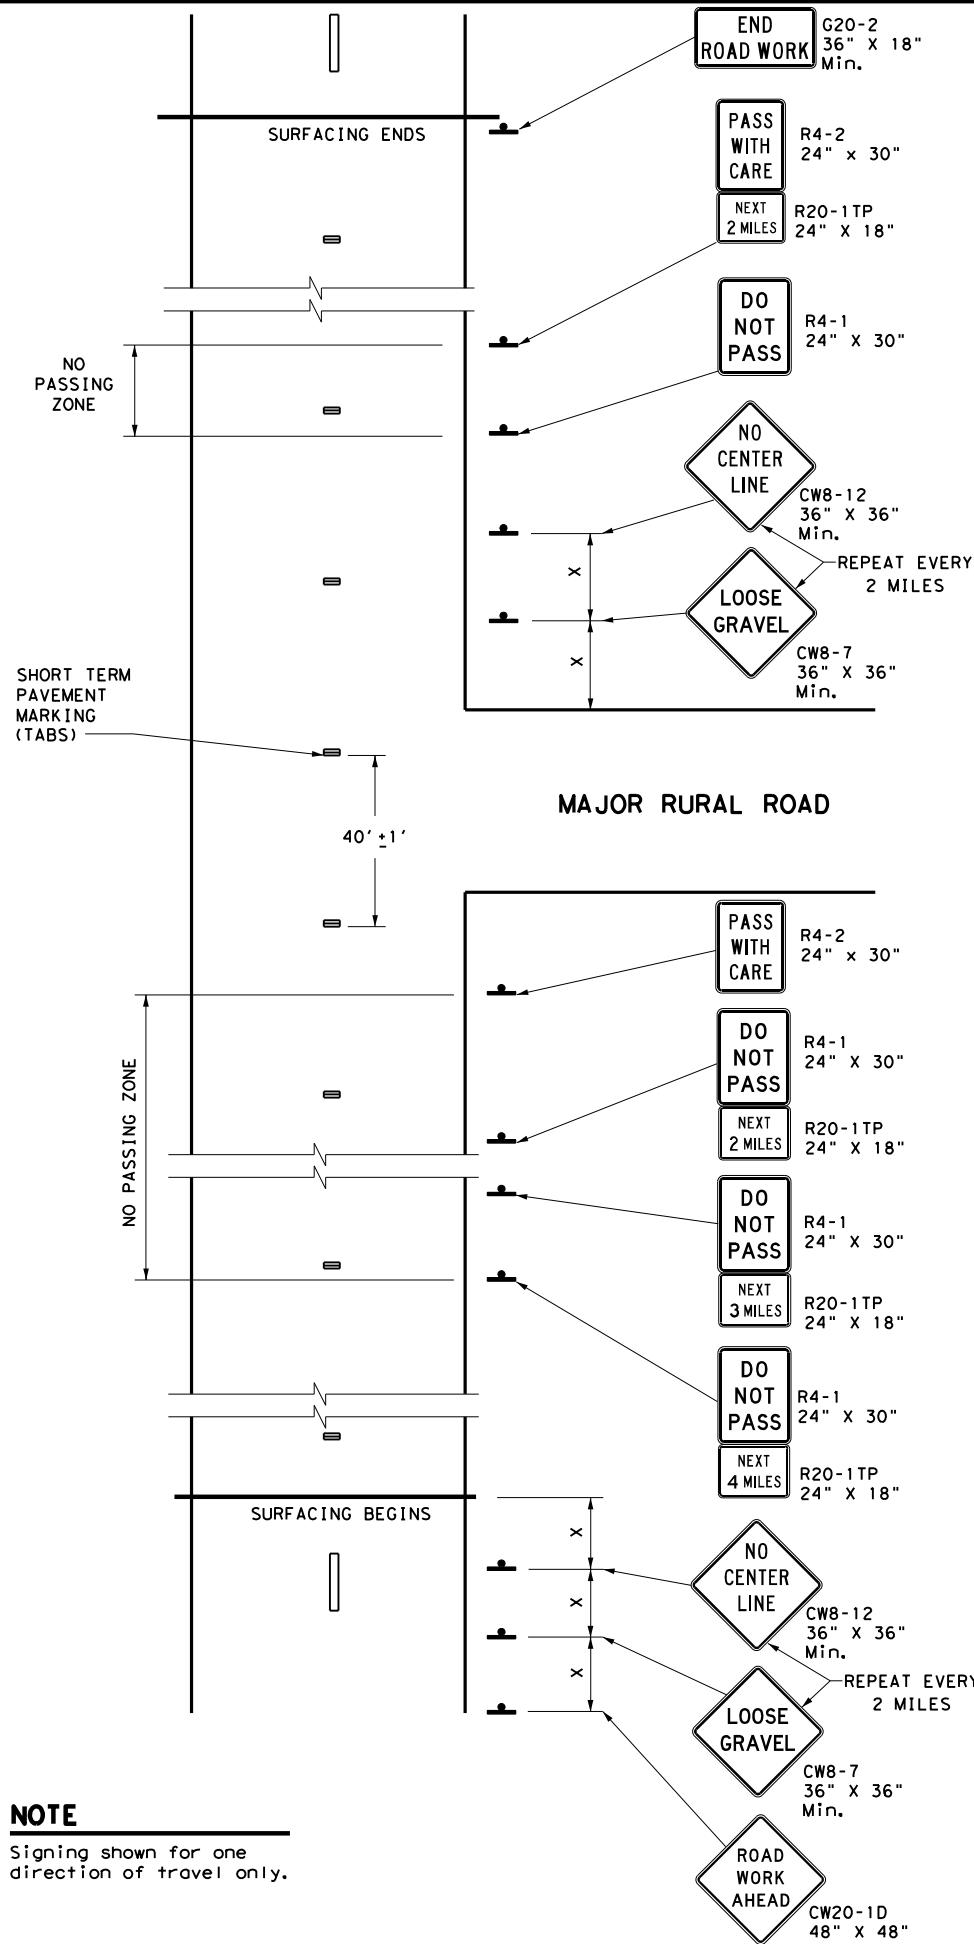 END
ROAD WORK
G20-2
36" X 18"
Min.
SURFACING ENDS
PASS
WITH
CARE
R4-2
24" x 30"
NEXT
2 MILES
R20-1TP
24" X 18"
DO
NOT
PASS
R4-1
24" X 30"
NO
PASSING
ZONE
NO
CENTER
LINE
CW8-12
36" X 36"
Min.
REPEAT EVERY
2 MILES
X
LOOSE
GRAVEL
X
CW8-7
36" X 36"
Min.
SHORT TERM
PAVEMENT
MARKING
(TABS)
MAJOR RURAL ROAD
40' ±1'
PASS
WITH
CARE
R4-2
24" x 30"
DO
NOT
PASS
R4-1
24" X 30"
NEXT
2 MILES
R20-1TP
24" X 18"
NO PASSING ZONE
DO
NOT
PASS
R4-1
24" X 30"
NEXT
3 MILES
R20-1TP
24" X 18"
DO
NOT
PASS
R4-1
24" X 30"
NEXT
4 MILES
R20-1TP
24" X 18"
SURFACING BEGINS
X
NO
CENTER
LINE
X
CW8-12
36" X 36"
Min.
X
REPEAT EVERY
2 MILES
LOOSE
GRAVEL
CW8-7
36" X 36"
Min.
NOTE
Signing shown for one
direction of travel only.
ROAD
WORK
AHEAD
CW20-1D
48" X 48"